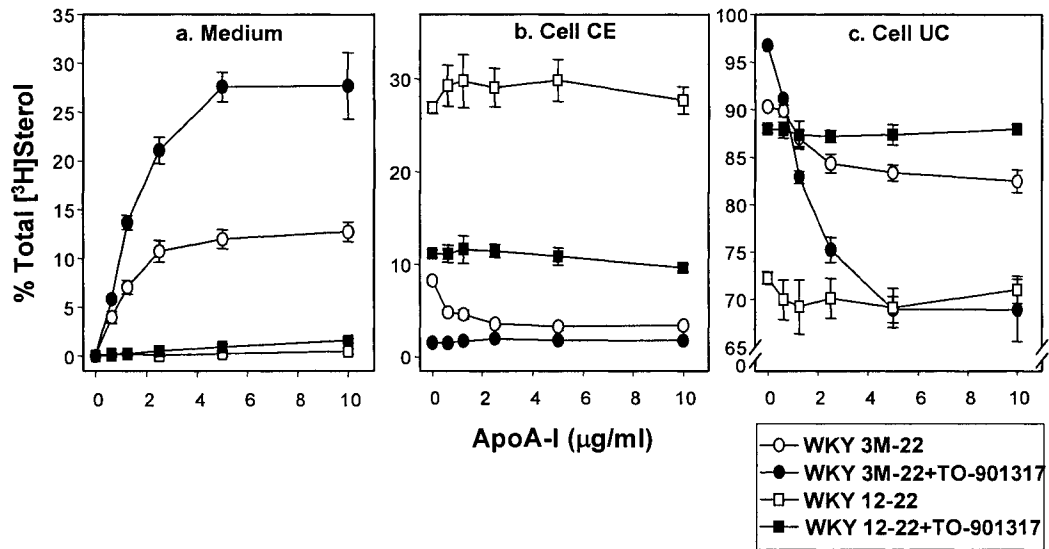 a. Medium
b. Cell CE
c. Cell UC
% Total [³H]Sterol
30
25
20
15
10
5
0
0 2 4 6 8 10
30
20
10
0
0 2 4 6 8 10
100
95
90
85
80
75
70
65
0
0 2 4 6 8 10
ApoA-I (µg/ml)
WKY 3M-22
WKY 3M-22+TO-901317
WKY 12-22
WKY 12-22+TO-901317